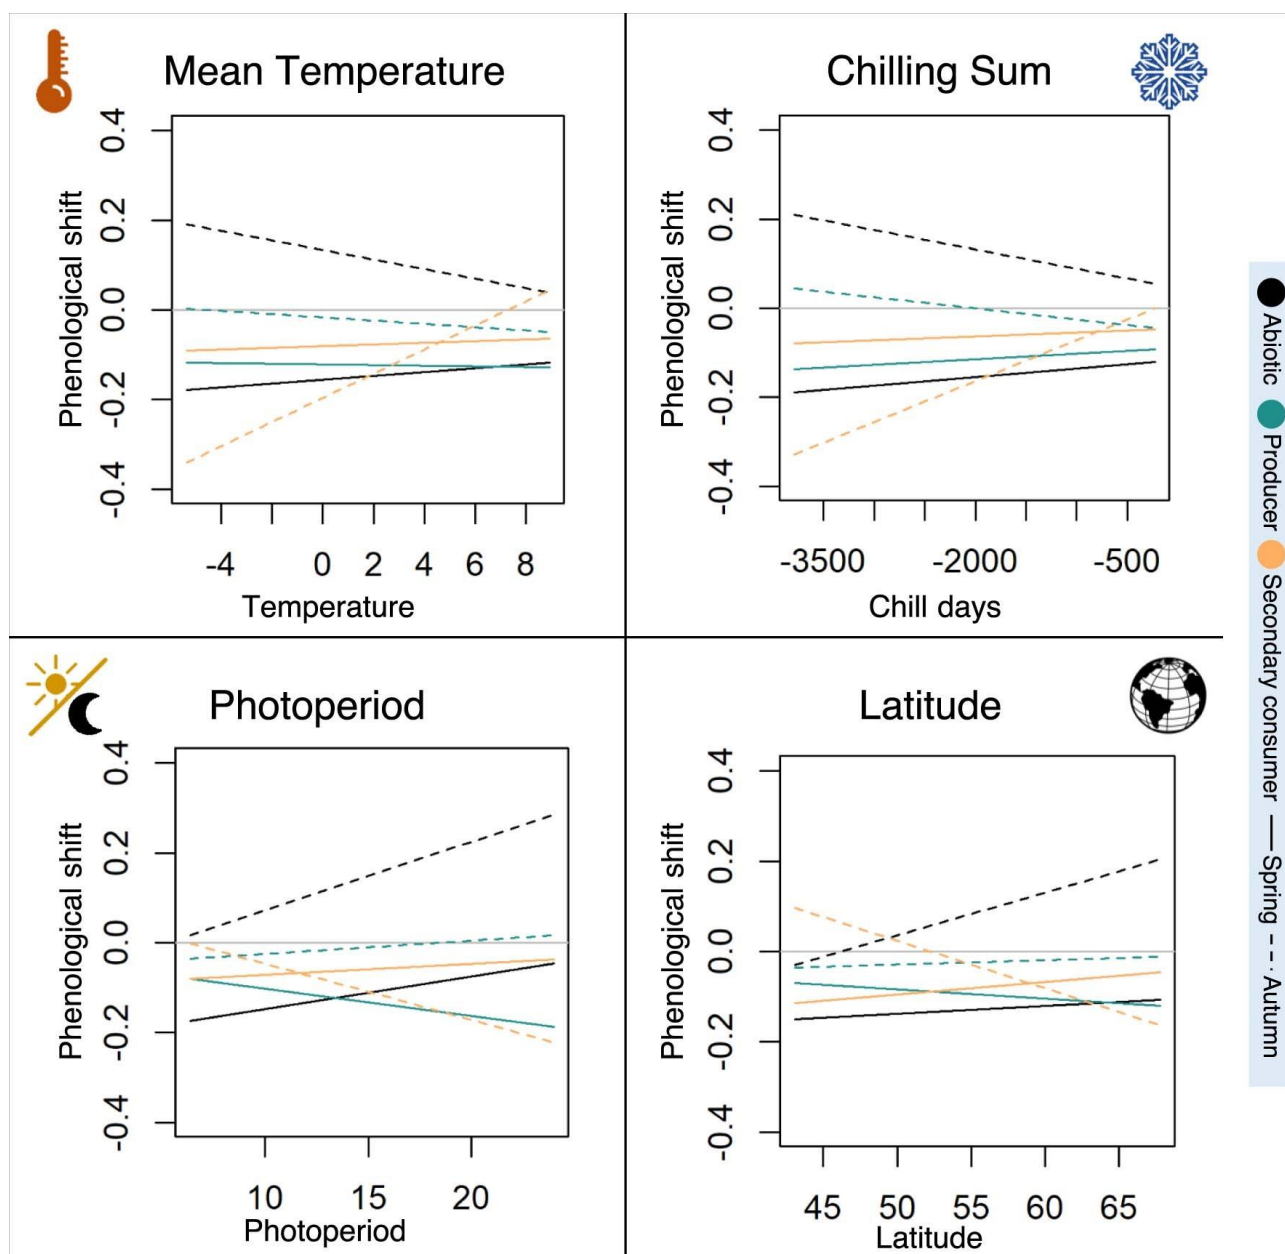 Mean Temperature
0.4
0.2
0.0
-0.2
-0.4
Phenological shift
-4 0 2 4 6 8
Temperature
Chilling Sum
0.4
0.2
0.0
-0.2
-0.4
Phenological shift
-3500 -2000 -500
Chill days
Photoperiod
0.4
0.2
0.0
-0.2
-0.4
Phenological shift
10 15 20
Photoperiod
Latitude
0.4
0.2
0.0
-0.2
-0.4
Phenological shift
45 50 55 60 65
Latitude
Abiotic Producer Secondary consumer Spring Autumn